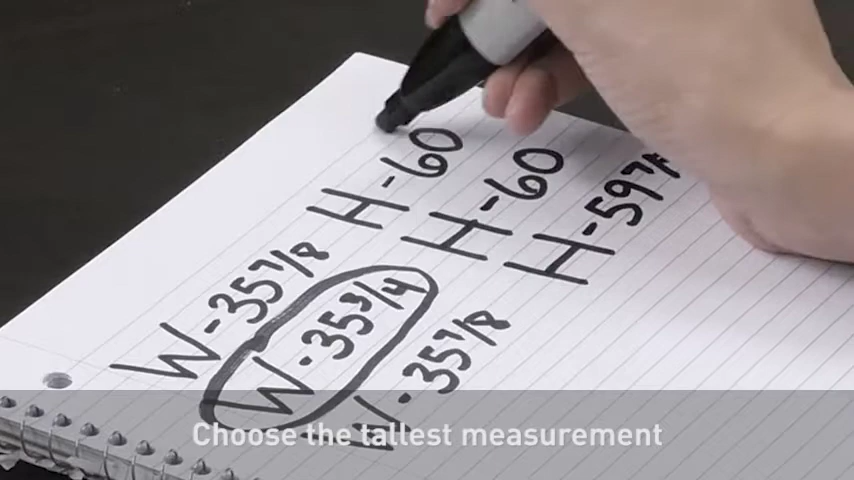 H-60
H-60
H-59 7/8
W-35 7/8
W-35 3/4
W-35 7/8
Choose the tallest measurement